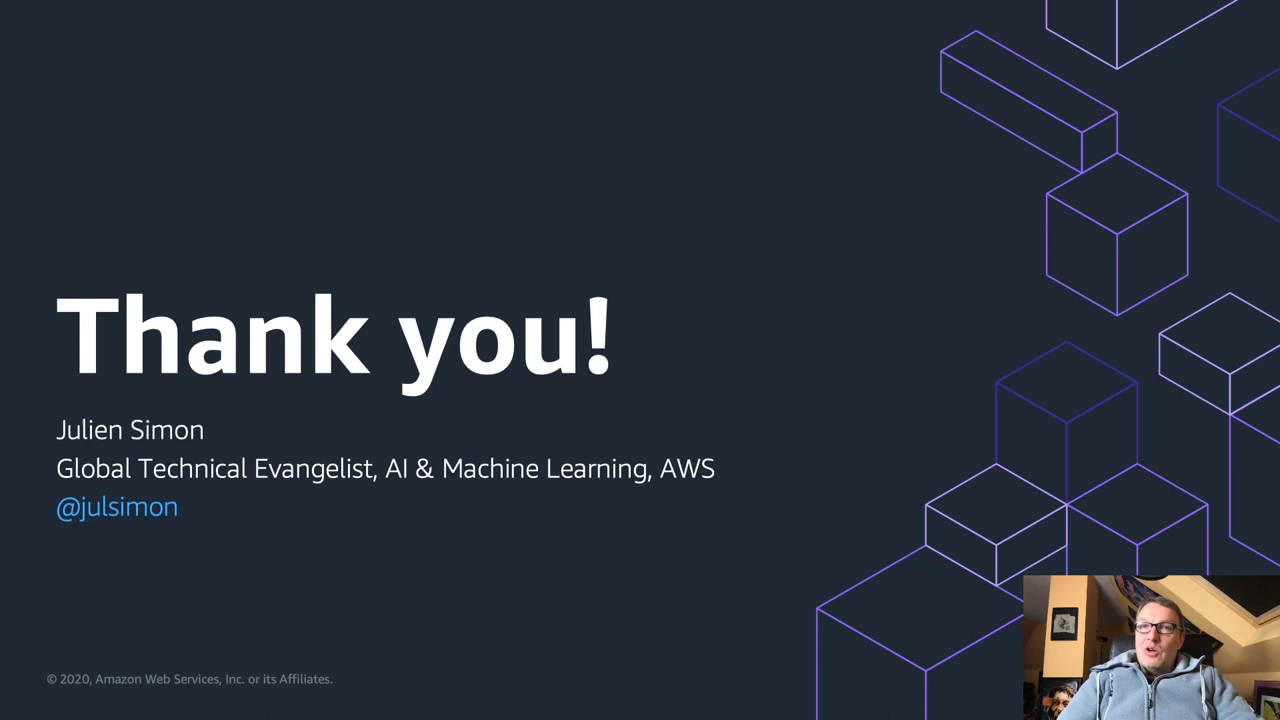 Thank you!
Julien Simon
Global Technical Evangelist, AI & Machine Learning, AWS
@julsimon
© 2020, Amazon Web Services, Inc. or its Affiliates.